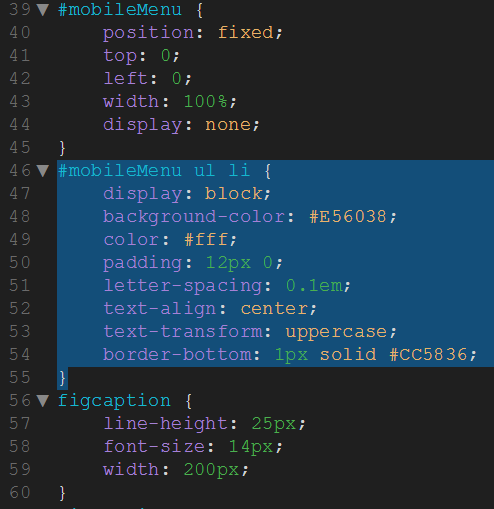 39 ▼ #mobileMenu {
40 position: fixed;
41 top: 0;
42 left: 0;
43 width: 100%;
44 display: none;
45 }
46 ▼ #mobileMenu ul li {
47 display: block;
48 background-color: #E56038;
49 color: #fff;
50 padding: 12px 0;
51 letter-spacing: 0.1em;
52 text-align: center;
53 text-transform: uppercase;
54 border-bottom: 1px solid #CC5836;
55 }
56 ▼ figcaption {
57 line-height: 25px;
58 font-size: 14px;
59 width: 200px;
60 }